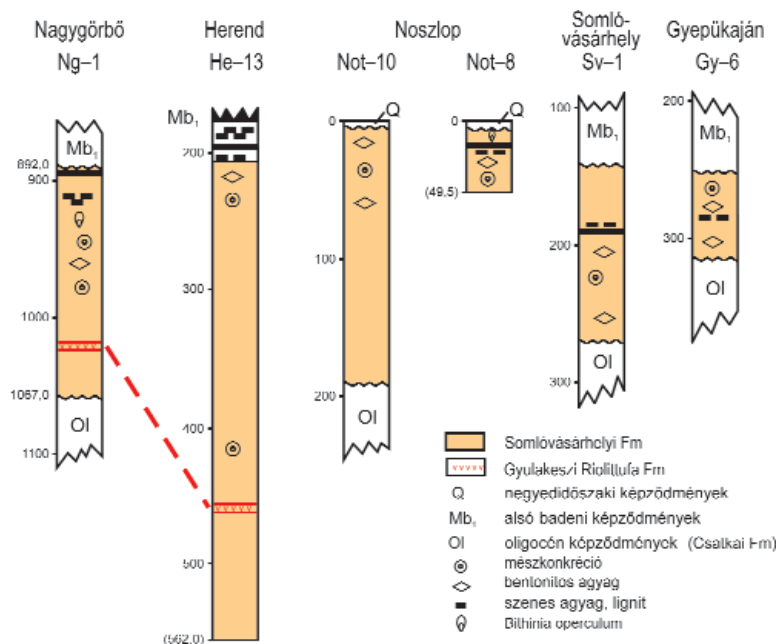 Nagygörbő
Ng–1
Herend
He–13
Noszlop
Not–10
Not–8
Somló-
vásárhely
Sv–1
Gyepükaján
Gy–6
Mb₁
892,0
900
1000
1067,0
Ol
1100
Mb₁
200
300
400
500
(562,0)
Q
0
100
200
Ol
Q
0
(49,5)
100
Mb₁
200
Ol
300
200
Mb₁
300
Ol
Somlóvásárhelyi Fm
Gyulakeszi Riolittufa Fm
Q negyedidőszaki képződmények
Mb₁ alsó badeni képződmények
Ol oligocén képződmények (Csatkai Fm)
mészkonkréció
bentonitos agyag
szenes agyag, lignit
Bithinia operculum